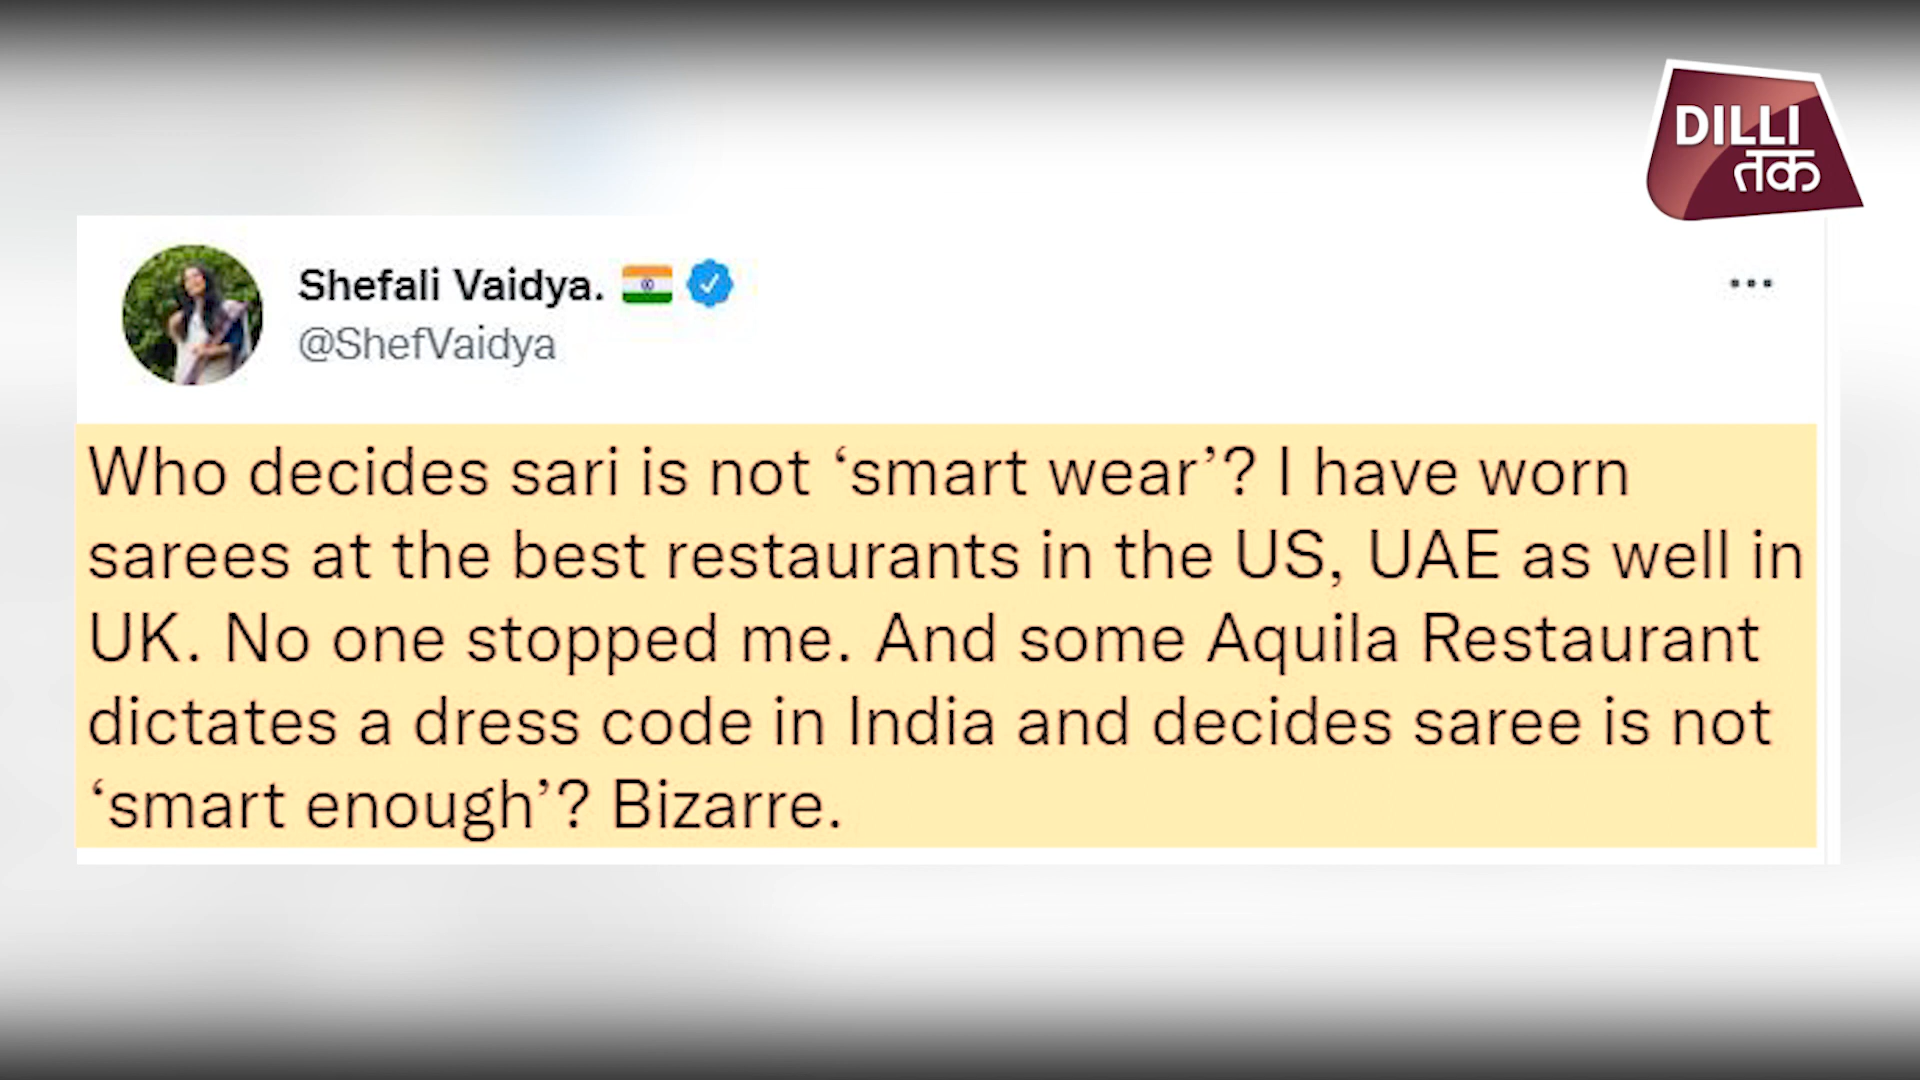 DILLI
तक
Shefali Vaidya.
@ShefVaidya
Who decides sari is not ‘smart wear’? I have worn
sarees at the best restaurants in the US, UAE as well in
UK. No one stopped me. And some Aquila Restaurant
dictates a dress code in India and decides saree is not
‘smart enough’? Bizarre.